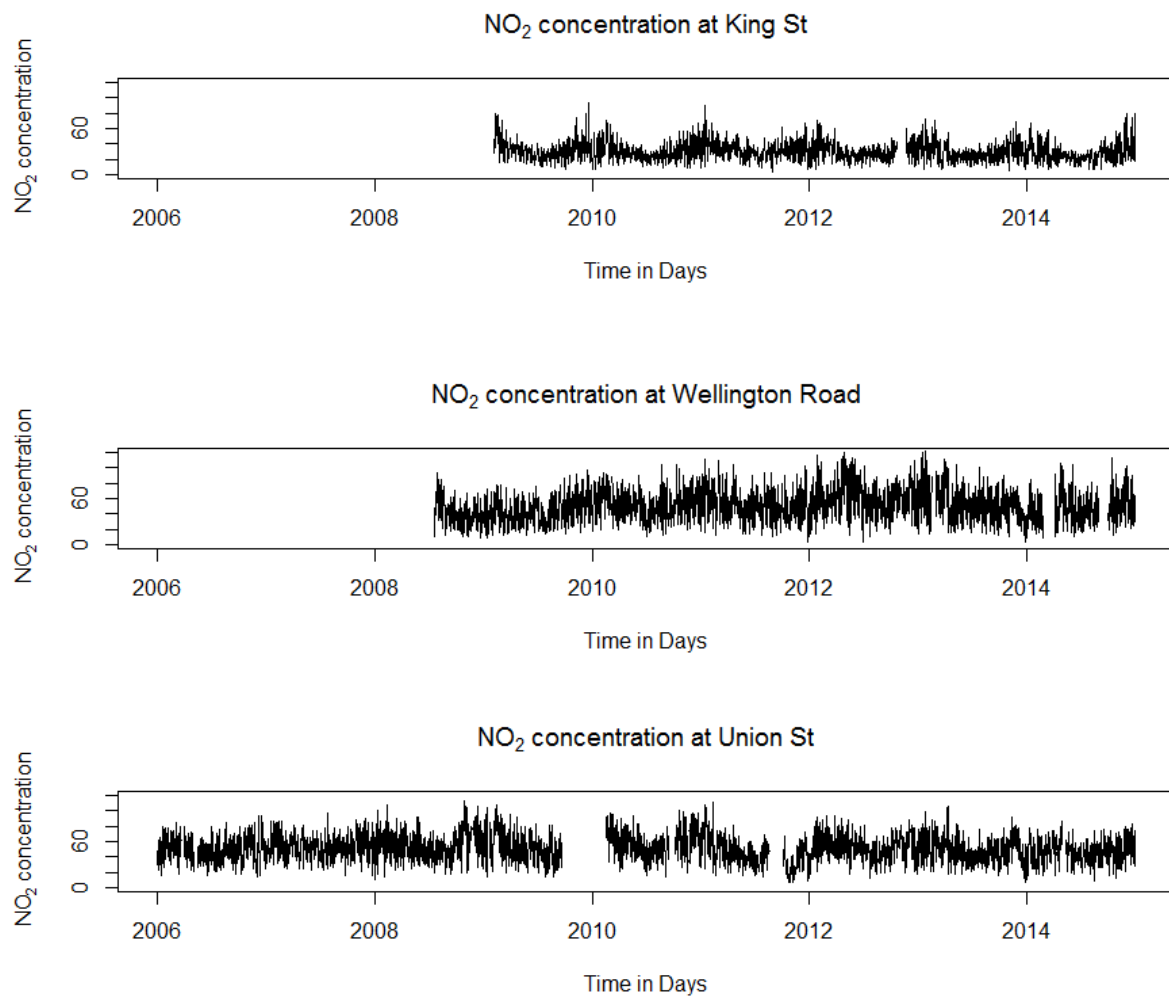 NO₂ concentration at King St
NO₂ concentration
60
0
2006 2008 2010 2012 2014
Time in Days
NO₂ concentration at Wellington Road
NO₂ concentration
60
0
2006 2008 2010 2012 2014
Time in Days
NO₂ concentration at Union St
NO₂ concentration
60
0
2006 2008 2010 2012 2014
Time in Days